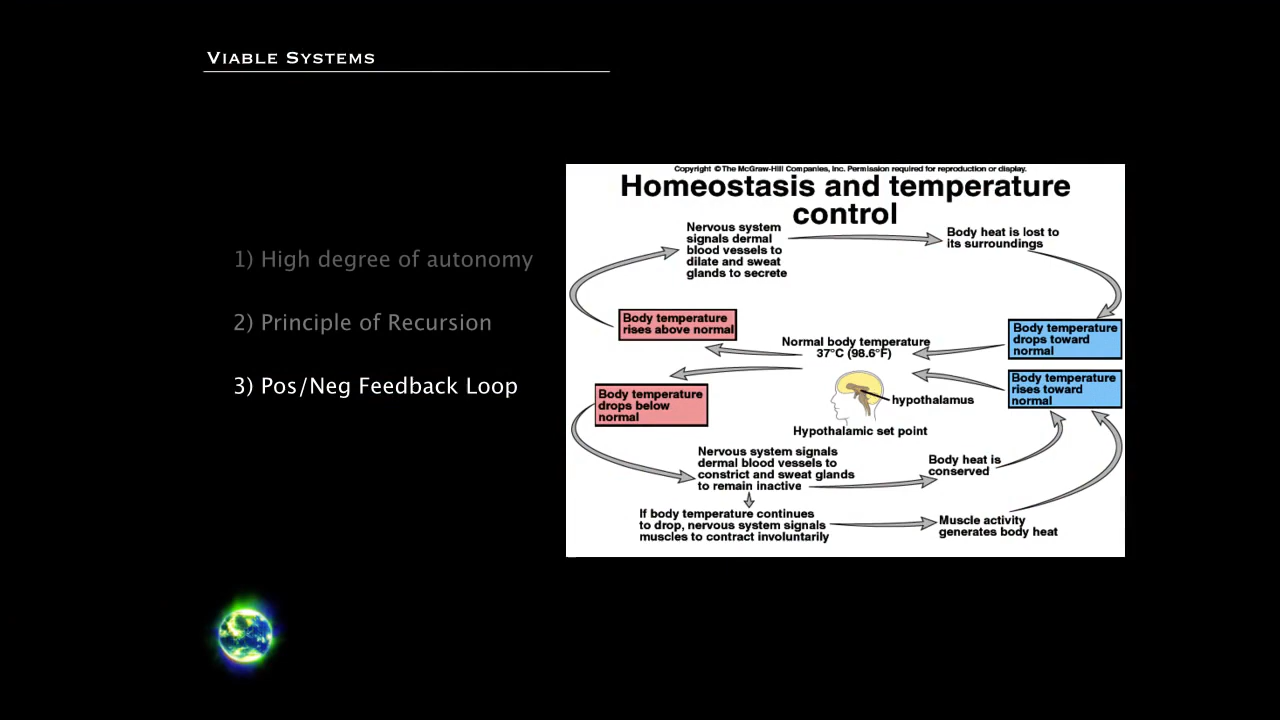 VIABLE SYSTEMS
1) High degree of autonomy
2) Principle of Recursion
3) Pos/Neg Feedback Loop
Copyright © The McGraw-Hill Companies, Inc. Permission required for reproduction or display.
Homeostasis and temperature
control
Nervous system
signals dermal
blood vessels to
dilate and sweat
glands to secrete
Body heat is lost to
its surroundings
Body temperature
rises above normal
Normal body temperature
37°C (98.6°F)
Body temperature
drops toward
normal
Body temperature
drops below
normal
hypothalamus
Hypothalamic set point
Body temperature
rises toward
normal
Nervous system signals
dermal blood vessels to
constrict and sweat glands
to remain inactive
Body heat is
conserved
If body temperature continues
to drop, nervous system signals
muscles to contract involuntarily
Muscle activity
generates body heat